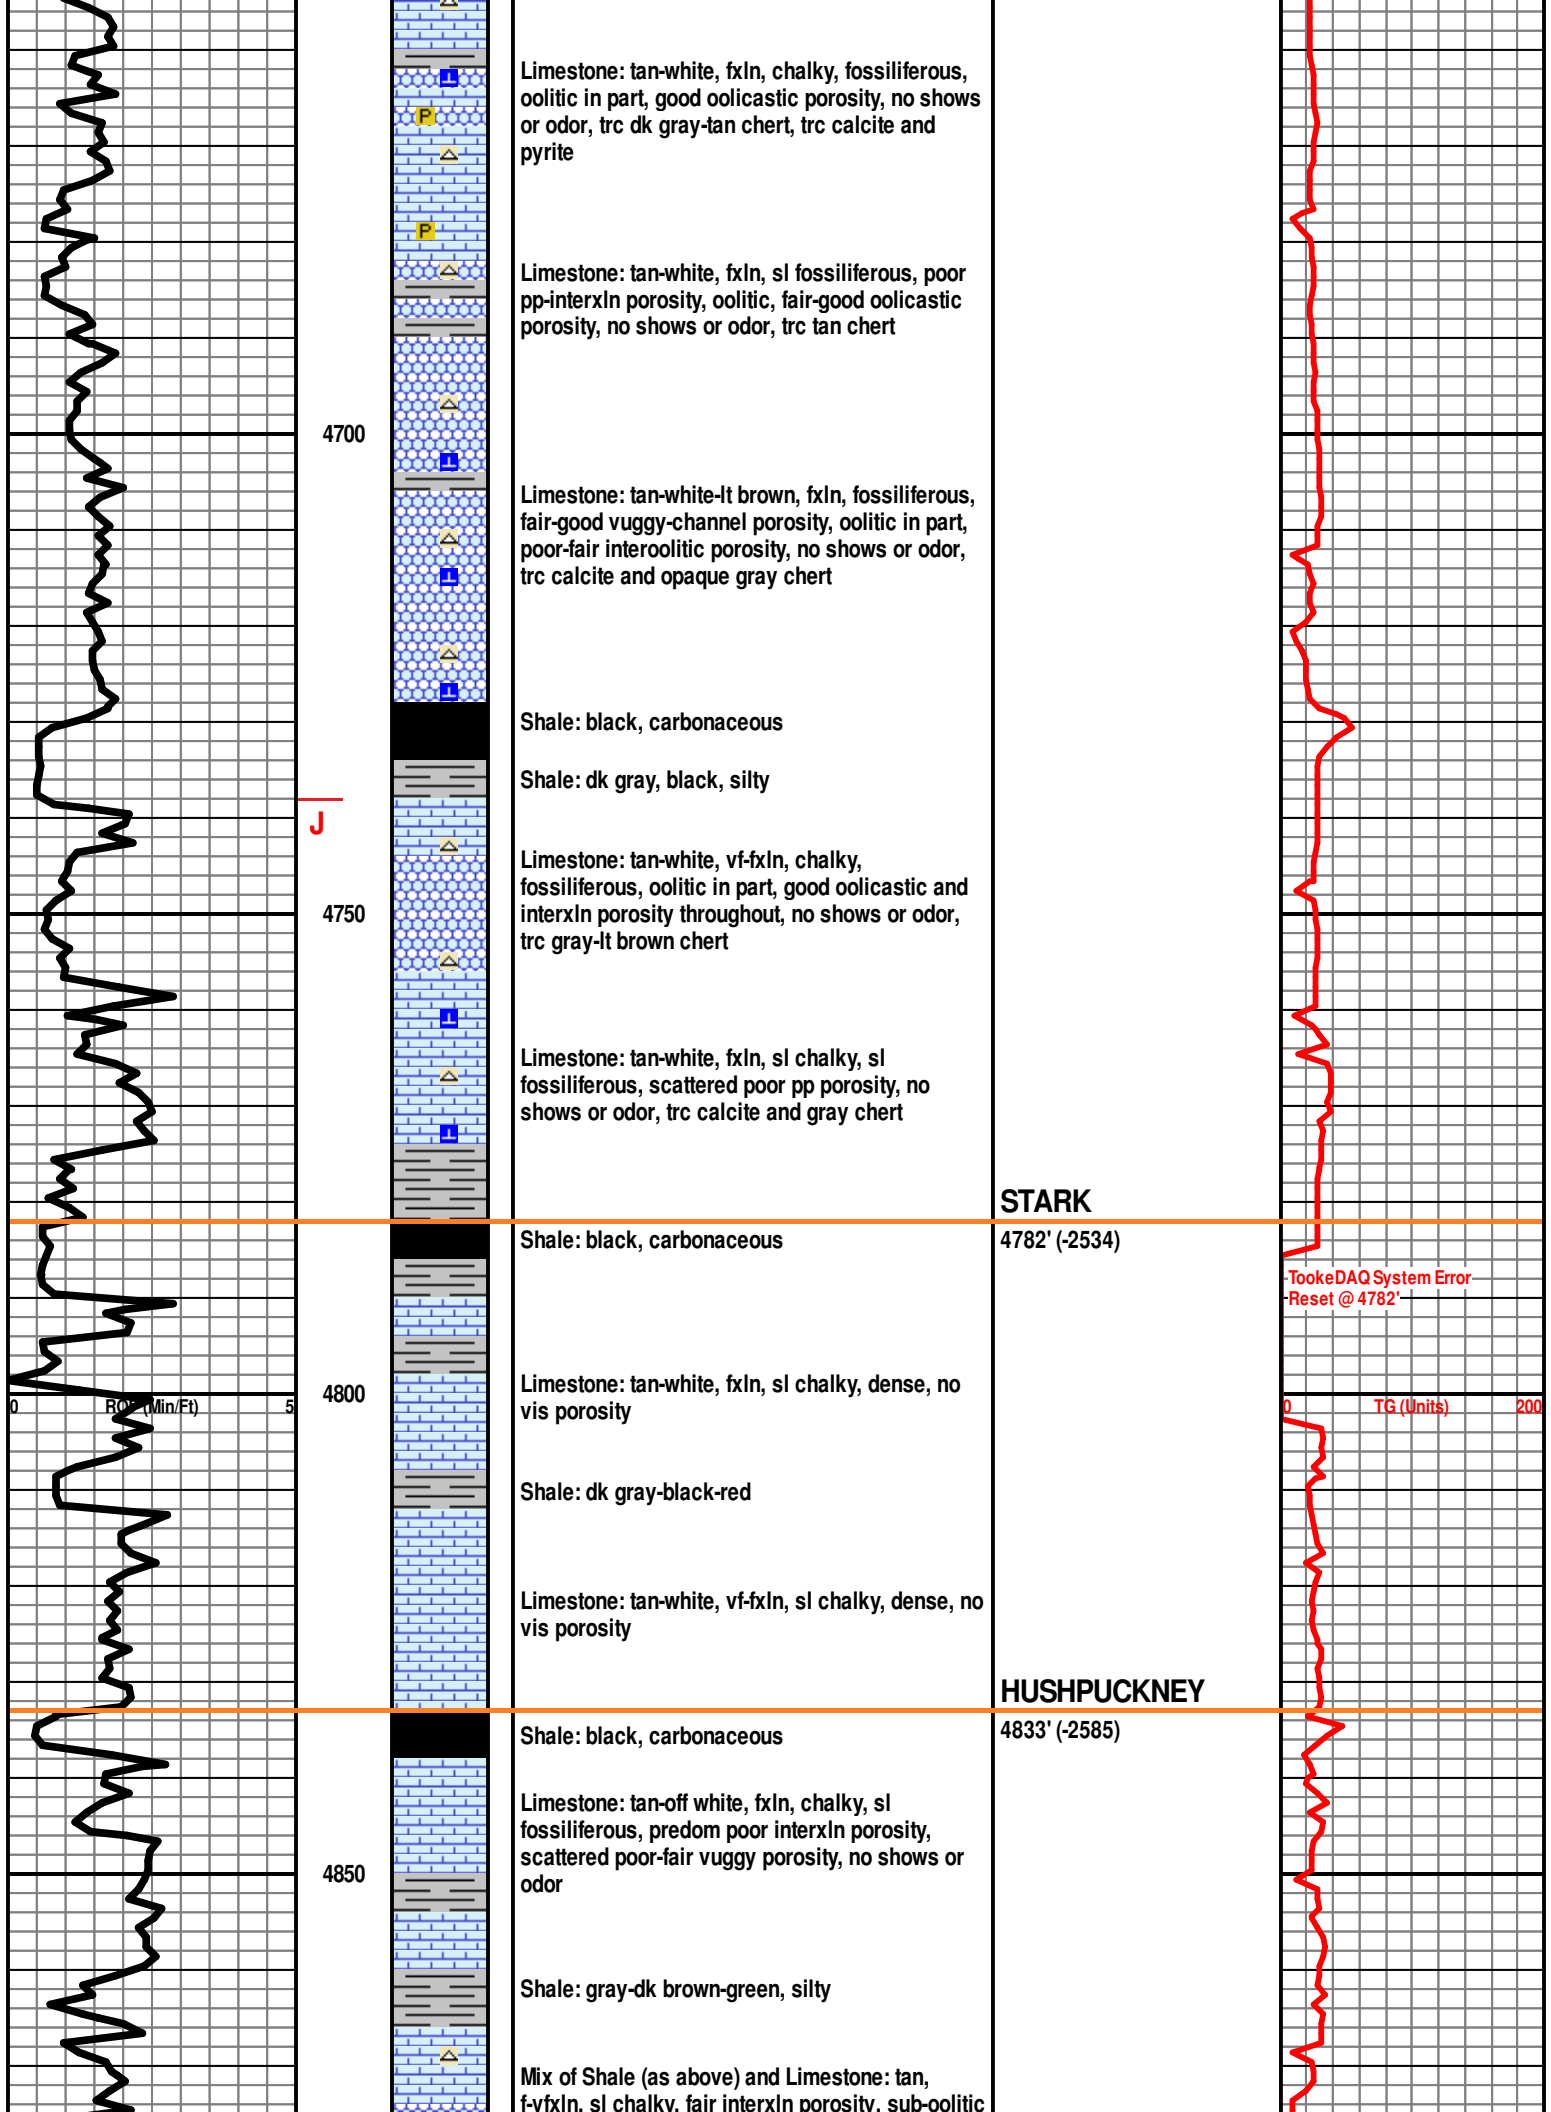 Limestone: tan-white, fxln, chalky, fossiliferous,
oolitic in part, good oolicastic porosity, no shows
or odor, trc dk gray-tan chert, trc calcite and
pyrite
P
P
Limestone: tan-white, fxln, sl fossiliferous, poor
pp-interxln porosity, oolitic, fair-good oolicastic
porosity, no shows or odor, trc tan chert
4700
Limestone: tan-white-lt brown, fxln, fossiliferous,
fair-good vuggy-channel porosity, oolitic in part,
poor-fair interoolitic porosity, no shows or odor,
trc calcite and opaque gray chert
Shale: black, carbonaceous
Shale: dk gray, black, silty
J
Limestone: tan-white, vf-fxln, chalky,
fossiliferous, oolitic in part, good oolicastic and
interxln porosity throughout, no shows or odor,
trc gray-lt brown chert
4750
Limestone: tan-white, fxln, sl chalky, sl
fossiliferous, scattered poor pp porosity, no
shows or odor, trc calcite and gray chert
STARK
Shale: black, carbonaceous
4782' (-2534)
TookeDAQ System Error
Reset @ 4782'
Limestone: tan-white, fxln, sl chalky, dense, no
vis porosity
4800
0 ROP (Min/Ft) 5
0 TG (Units) 200
Shale: dk gray-black-red
Limestone: tan-white, vf-fxln, sl chalky, dense, no
vis porosity
HUSHPUCKNEY
Shale: black, carbonaceous
4833' (-2585)
Limestone: tan-off white, fxln, chalky, sl
fossiliferous, predom poor interxln porosity,
scattered poor-fair vuggy porosity, no shows or
odor
4850
Shale: gray-dk brown-green, silty
Mix of Shale (as above) and Limestone: tan,
f-vfxln, sl chalky, fair interxln porosity, sub-oolitic